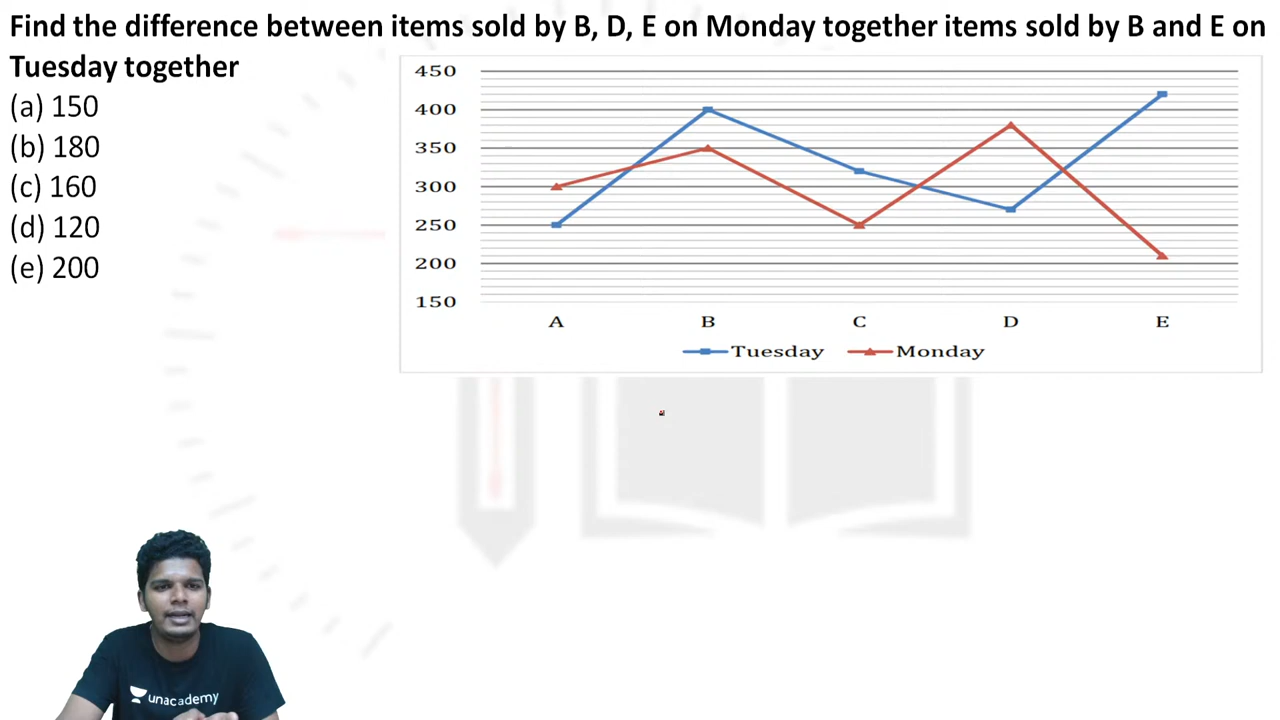 Find the difference between items sold by B, D, E on Monday together items sold by B and E on
Tuesday together
(a) 150
(b) 180
(c) 160
(d) 120
(e) 200
450
400
350
300
250
200
150
A B C D E
Tuesday Monday
unacademy